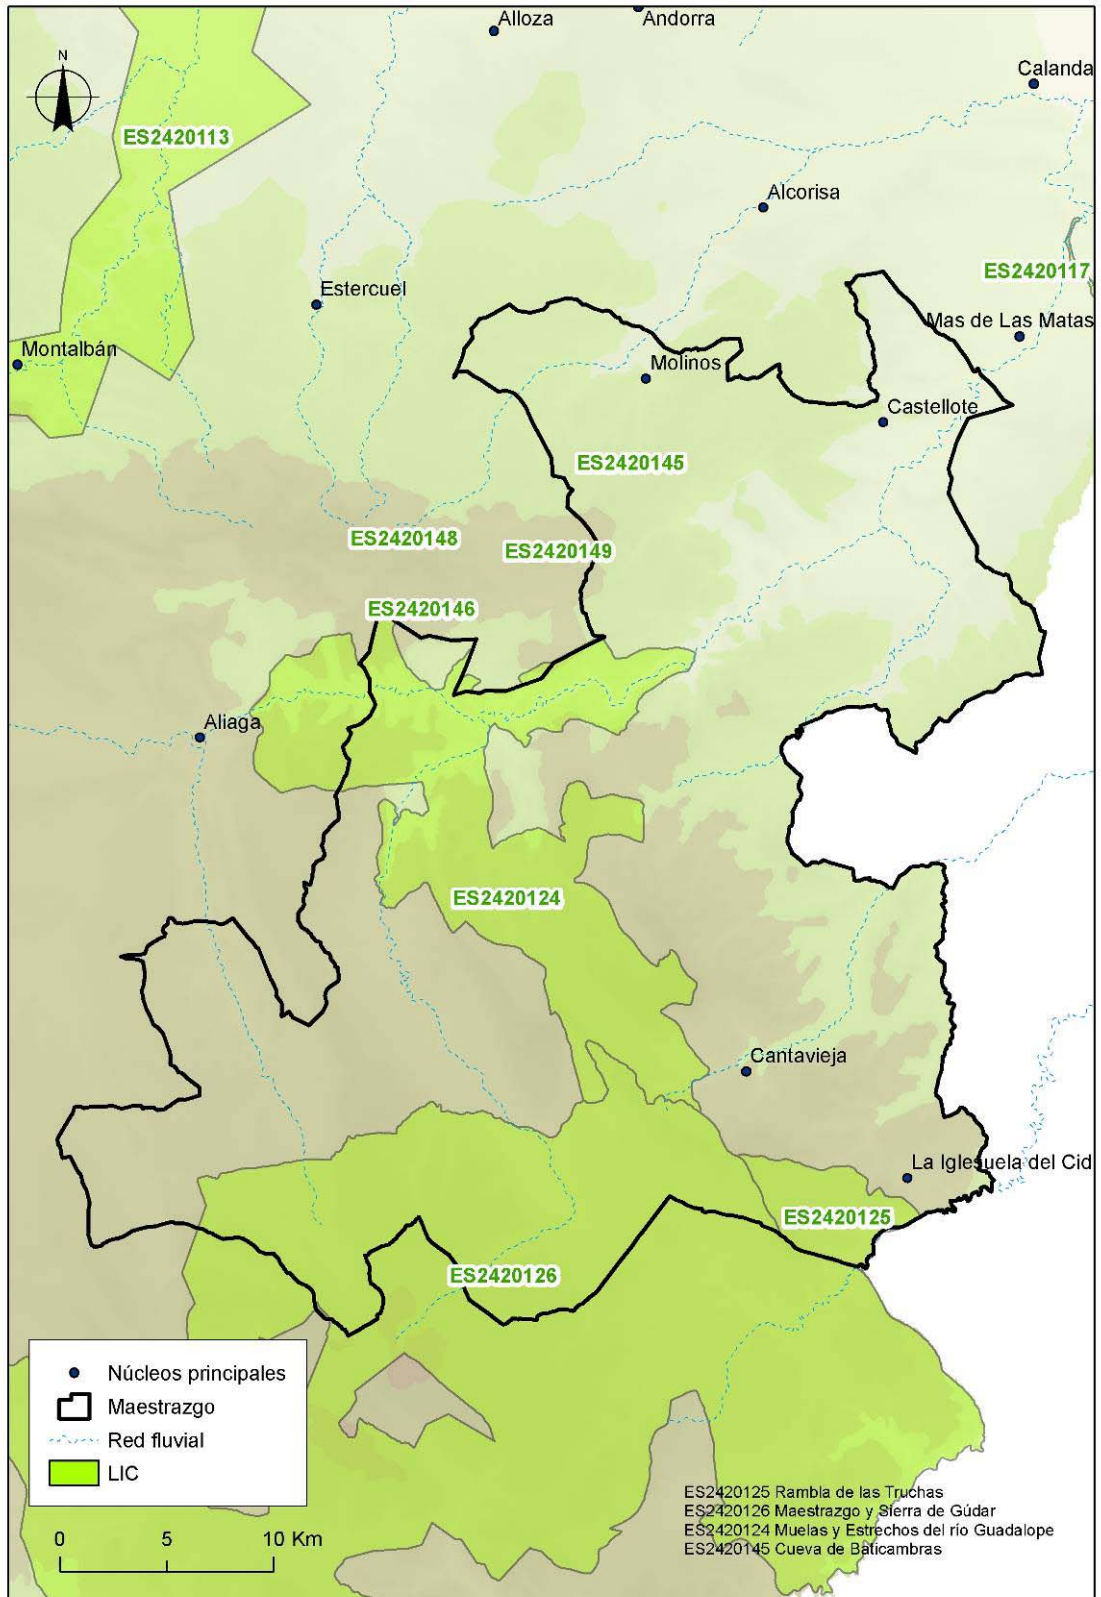 Alloza
Andorra
N
Calanda
ES2420113
Alcorisa
ES2420117
Estercuel
Mas de Las Matas
Montalbán
Molinos
Castellote
ES2420145
ES2420148
ES2420149
ES2420146
Aliaga
ES2420124
Cantavieja
La Iglesuela del Cid
ES2420125
ES2420126
Núcleos principales
Maestrazgo
Red fluvial
LIC
ES2420125 Rambla de las Truchas
ES2420126 Maestrazgo y Sierra de Gúdar
ES2420124 Muelas y Estrechos del río Guadalope
ES2420145 Cueva de Baticambras
0 5 10 Km